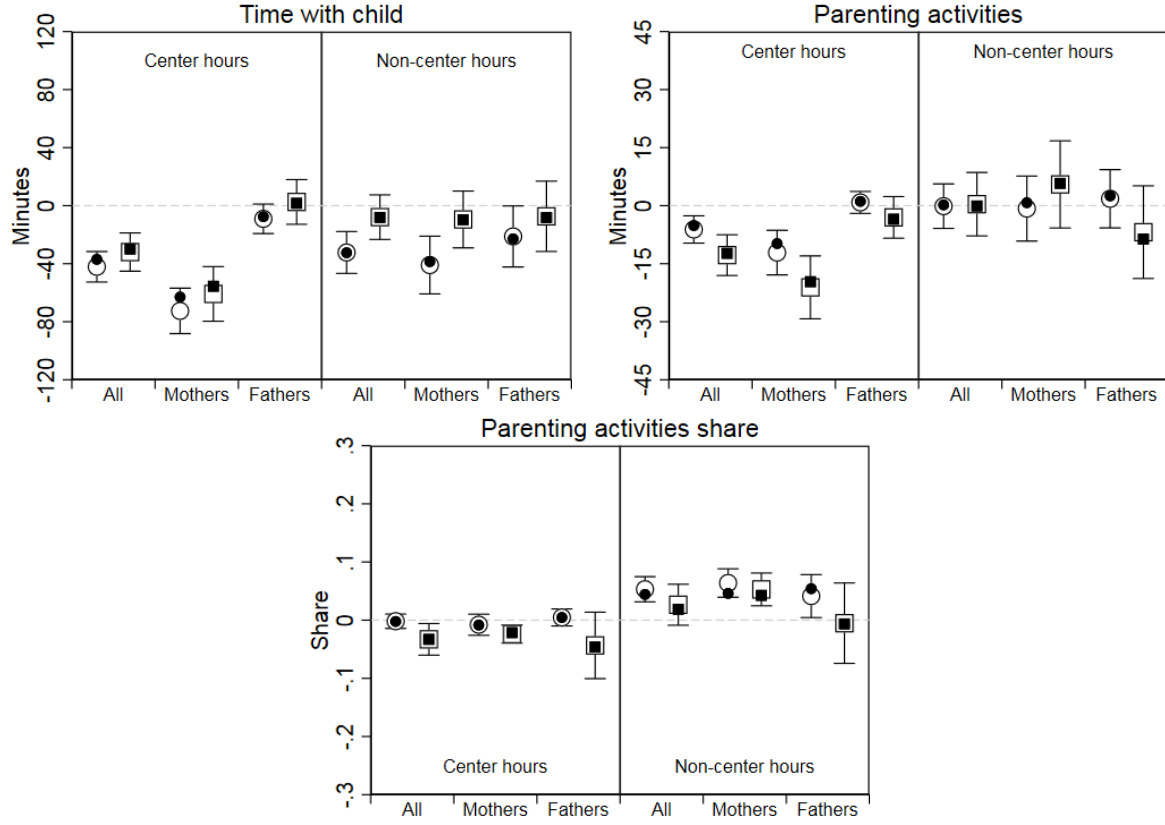 Time with child
Minutes
120
80
40
0
-40
-80
-120
Center hours
Non-center hours
All Mothers Fathers All Mothers Fathers
Parenting activities
Minutes
45
30
15
0
-15
-30
-45
Center hours
Non-center hours
All Mothers Fathers All Mothers Fathers
Parenting activities share
Share
.3
.2
.1
0
-.1
-.2
-.3
Center hours
Non-center hours
All Mothers Fathers All Mothers Fathers